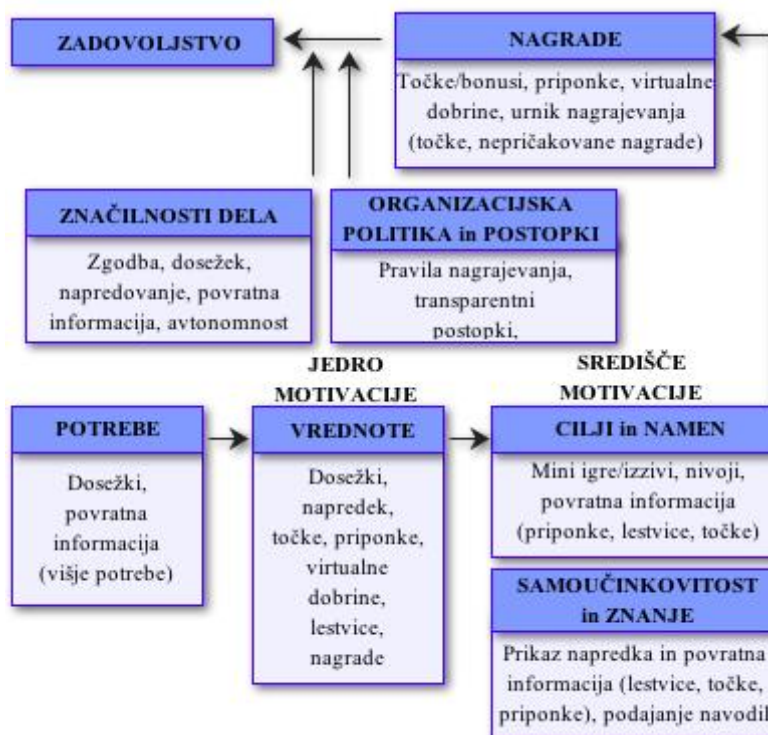 ZADOVOLJSTVO
NAGRADE
Točke/bonusi, priponke, virtualne
dobrine, urnik nagrajevanja
(točke, nepričakovane nagrade)
ZNAČILNOSTI DELA
Zgodba, dosežek,
napredovanje, povratna
informacija, avtonomnost
ORGANIZACIJSKA
POLITIKA in POSTOPKI
Pravila nagrajevanja,
transparentni
postopki,
JEDRO
MOTIVACIJE
SREDIŠČE
MOTIVACIJE
POTREBE
Dosežki,
povratna
informacija
(višje potrebe)
VREDNOTE
Dosežki,
napredek,
točke, priponke,
virtualne
dobrine,
lestvice,
nagrade
CILJI in NAMEN
Mini igre/izzivi, nivoji,
povratna informacija
(priponke, lestvice, točke)
SAMOUČINKOVITOST
in ZNANJE
Prikaz napredka in povratna
informacija (lestvice, točke,
priponke), podajanje navodil